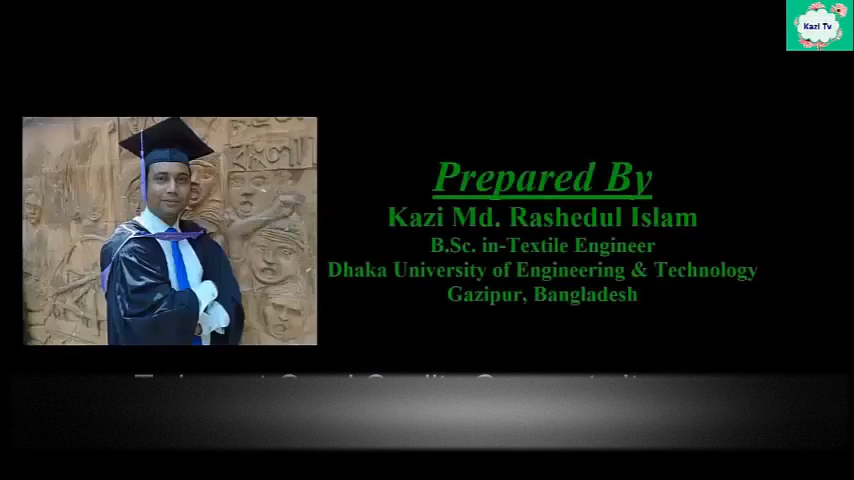 Kazi Tv
Prepared By
Kazi Md. Rashedul Islam
B.Sc. in-Textile Engineer
Dhaka University of Engineering & Technology
Gazipur, Bangladesh